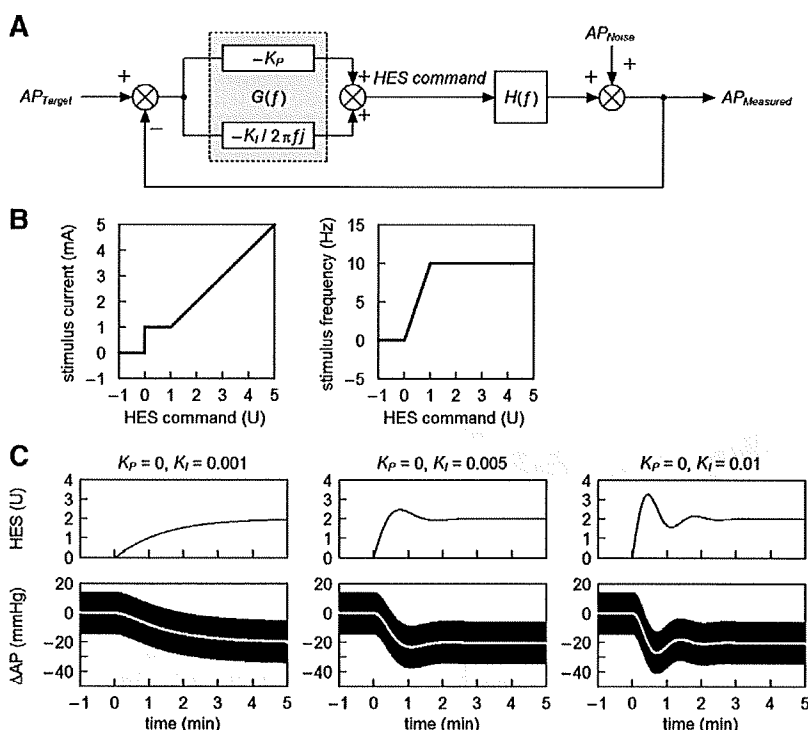 A
AP_Noise
+
+
−K_P
+
HES command
AP_Target
+
−
G(f)
+
H(f)
AP_Measured
−K_I / 2πfj
B
stimulus current (mA)
5
4
3
2
1
0
−1
−1 0 1 2 3 4 5
HES command (U)
stimulus frequency (Hz)
15
10
5
0
−5
−1 0 1 2 3 4 5
HES command (U)
C
K_P = 0, K_I = 0.001
K_P = 0, K_I = 0.005
K_P = 0, K_I = 0.01
HES (U)
4
3
2
1
0
4
3
2
1
0
4
3
2
1
0
ΔAP (mmHg)
20
0
−20
−40
20
0
−20
−40
20
0
−20
−40
−1 0 1 2 3 4 5
−1 0 1 2 3 4 5
−1 0 1 2 3 4 5
time (min)
time (min)
time (min)